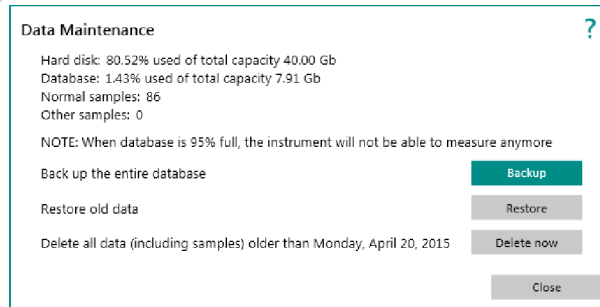 Data Maintenance ?
Hard disk: 80.52% used of total capacity 40.00 Gb
Database: 1.43% used of total capacity 7.91 Gb
Normal samples: 86
Other samples: 0
NOTE: When database is 95% full, the instrument will not be able to measure anymore
Back up the entire database Backup
Restore old data Restore
Delete all data (including samples) older than Monday, April 20, 2015 Delete now
Close